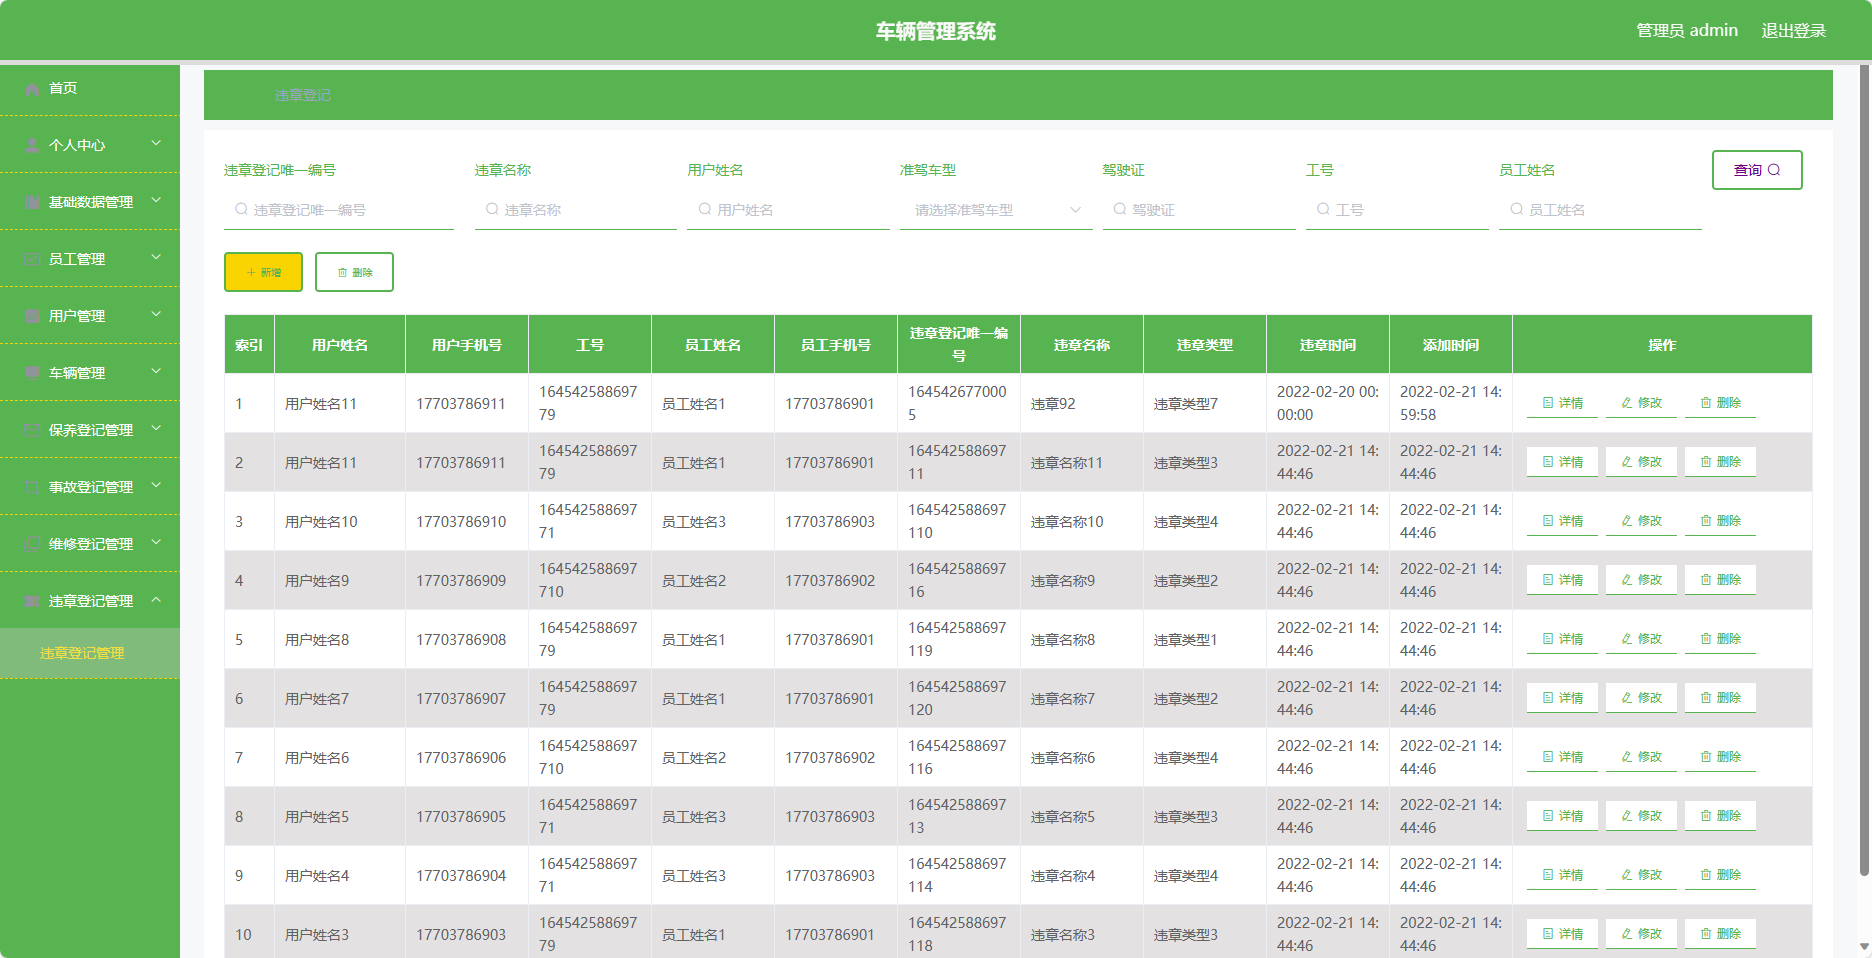 车辆管理系统
管理员 admin
退出登录
首页
个人中心
基础数据管理
员工管理
用户管理
车辆管理
保养登记管理
事故登记管理
维修登记管理
违章登记管理
违章登记管理
违章登记
违章登记唯一编号 违章名称 用户姓名 准驾车型 驾驶证 工号 员工姓名
查询
违章登记唯一编号 违章名称 用户姓名 请选择准驾车型 驾驶证 工号 员工姓名
新增 删除
索引 用户姓名 用户手机号 工号 员工姓名 员工手机号 违章登记唯一编号 违章名称 违章类型 违章时间 添加时间 操作
1 用户姓名11 17703786911 16454258869779 员工姓名1 17703786901 1645426770005 违章92 违章类型7 2022-02-20 00:00:00 2022-02-21 14:59:58 详情 修改 删除
2 用户姓名11 17703786911 16454258869779 员工姓名1 17703786901 16454258869711 违章名称11 违章类型3 2022-02-21 14:44:46 2022-02-21 14:44:46 详情 修改 删除
3 用户姓名10 17703786910 16454258869771 员工姓名3 17703786903 164542588697110 违章名称10 违章类型4 2022-02-21 14:44:46 2022-02-21 14:44:46 详情 修改 删除
4 用户姓名9 17703786909 164542588697710 员工姓名2 17703786902 16454258869716 违章名称9 违章类型2 2022-02-21 14:44:46 2022-02-21 14:44:46 详情 修改 删除
5 用户姓名8 17703786908 16454258869779 员工姓名1 17703786901 164542588697119 违章名称8 违章类型1 2022-02-21 14:44:46 2022-02-21 14:44:46 详情 修改 删除
6 用户姓名7 17703786907 16454258869779 员工姓名1 17703786901 164542588697120 违章名称7 违章类型2 2022-02-21 14:44:46 2022-02-21 14:44:46 详情 修改 删除
7 用户姓名6 17703786906 164542588697710 员工姓名2 17703786902 164542588697116 违章名称6 违章类型4 2022-02-21 14:44:46 2022-02-21 14:44:46 详情 修改 删除
8 用户姓名5 17703786905 16454258869771 员工姓名3 17703786903 16454258869713 违章名称5 违章类型3 2022-02-21 14:44:46 2022-02-21 14:44:46 详情 修改 删除
9 用户姓名4 17703786904 16454258869771 员工姓名3 17703786903 164542588697114 违章名称4 违章类型4 2022-02-21 14:44:46 2022-02-21 14:44:46 详情 修改 删除
10 用户姓名3 17703786903 16454258869779 员工姓名1 17703786901 164542588697118 违章名称3 违章类型3 2022-02-21 14:44:46 2022-02-21 14:44:46 详情 修改 删除